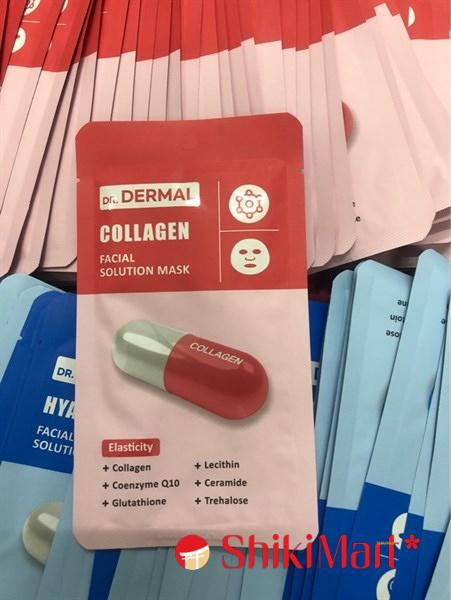 DR. DERMAL
COLLAGEN
FACIAL
SOLUTION MASK
COLLAGEN
Elasticity
+ Collagen
+ Coenzyme Q10
+ Glutathione
+ Lecithin
+ Ceramide
+ Trehalose
DR.
HYA
FACIAL
SOLUTI
ShikiMart*